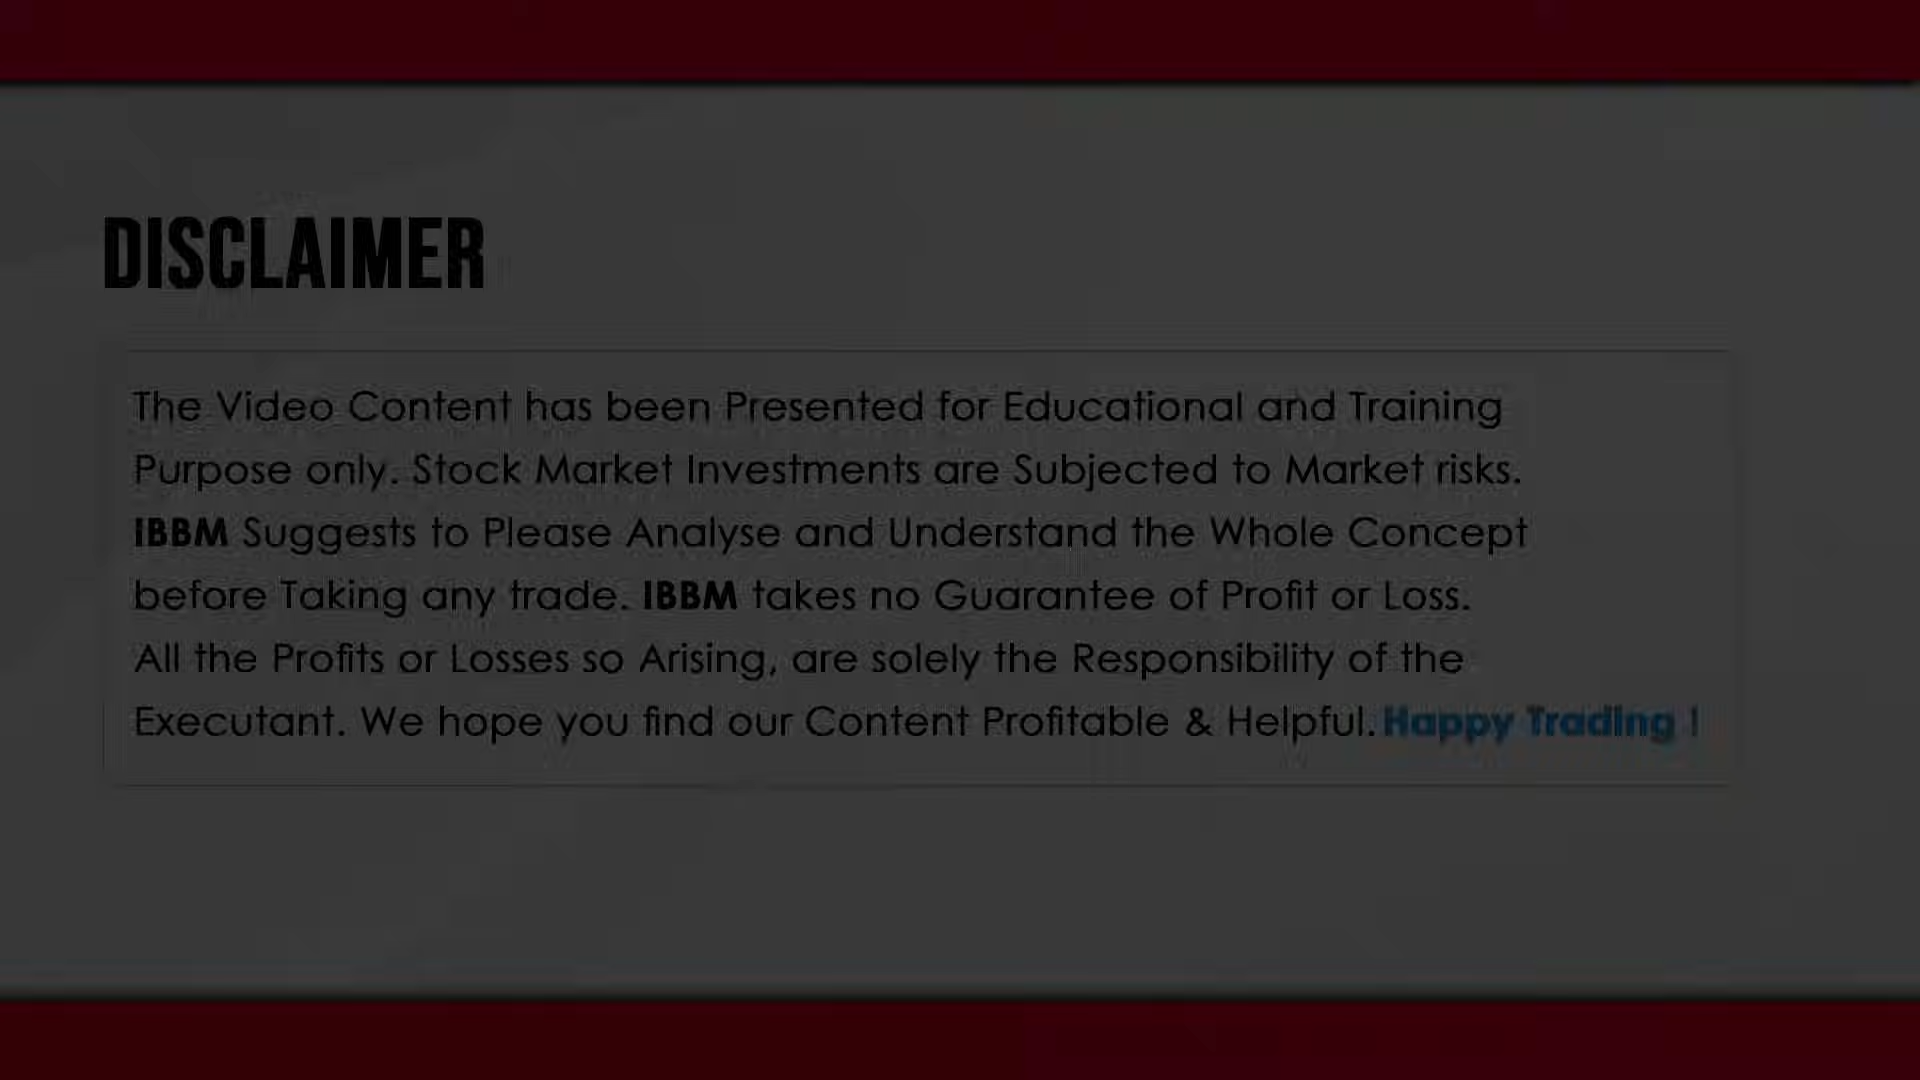 DISCLAIMER
The Video Content has been Presented for Educational and Training
Purpose only. Stock Market Investments are Subjected to Market risks.
IBBM Suggests to Please Analyse and Understand the Whole Concept
before Taking any trade. IBBM takes no Guarantee of Profit or Loss.
All the Profits or Losses so Arising, are solely the Responsibility of the
Executant. We hope you find our Content Profitable & Helpful. Happy Trading !